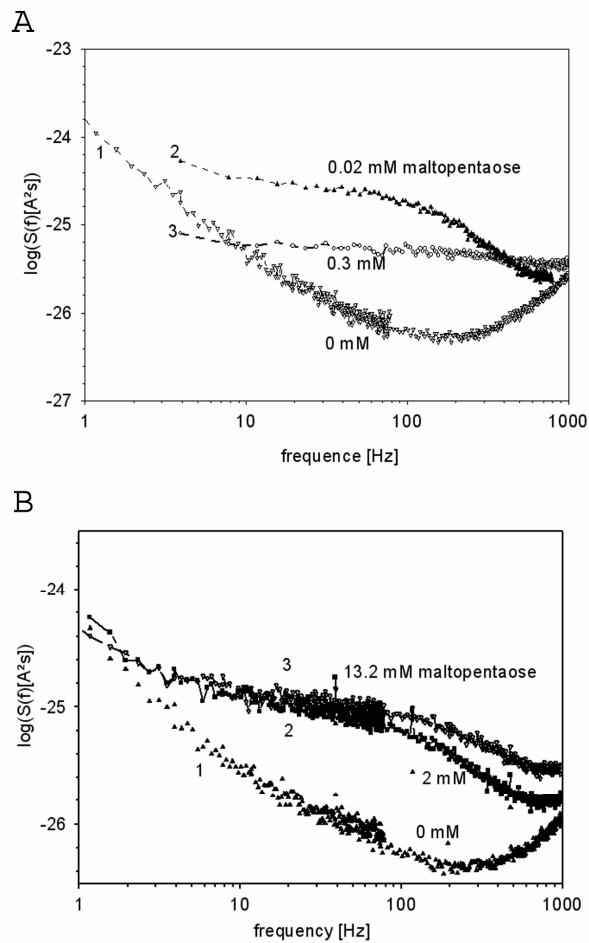 A
-23
-24
-25
-26
-27
log(S(f)[A²s])
1
2
3
0.02 mM maltopentaose
0.3 mM
0 mM
1
10
100
1000
frequence [Hz]
B
-24
-25
-26
log(S(f)[A²s])
3
13.2 mM maltopentaose
2
1
2 mM
0 mM
1
10
100
1000
frequency [Hz]